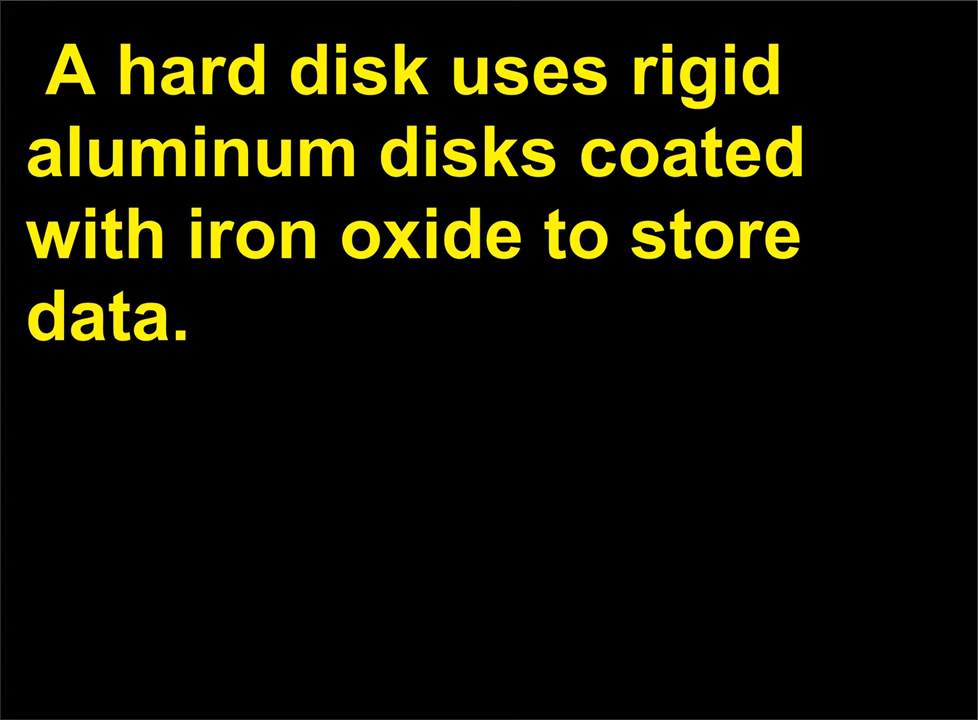 A hard disk uses rigid
aluminum disks coated
with iron oxide to store
data.